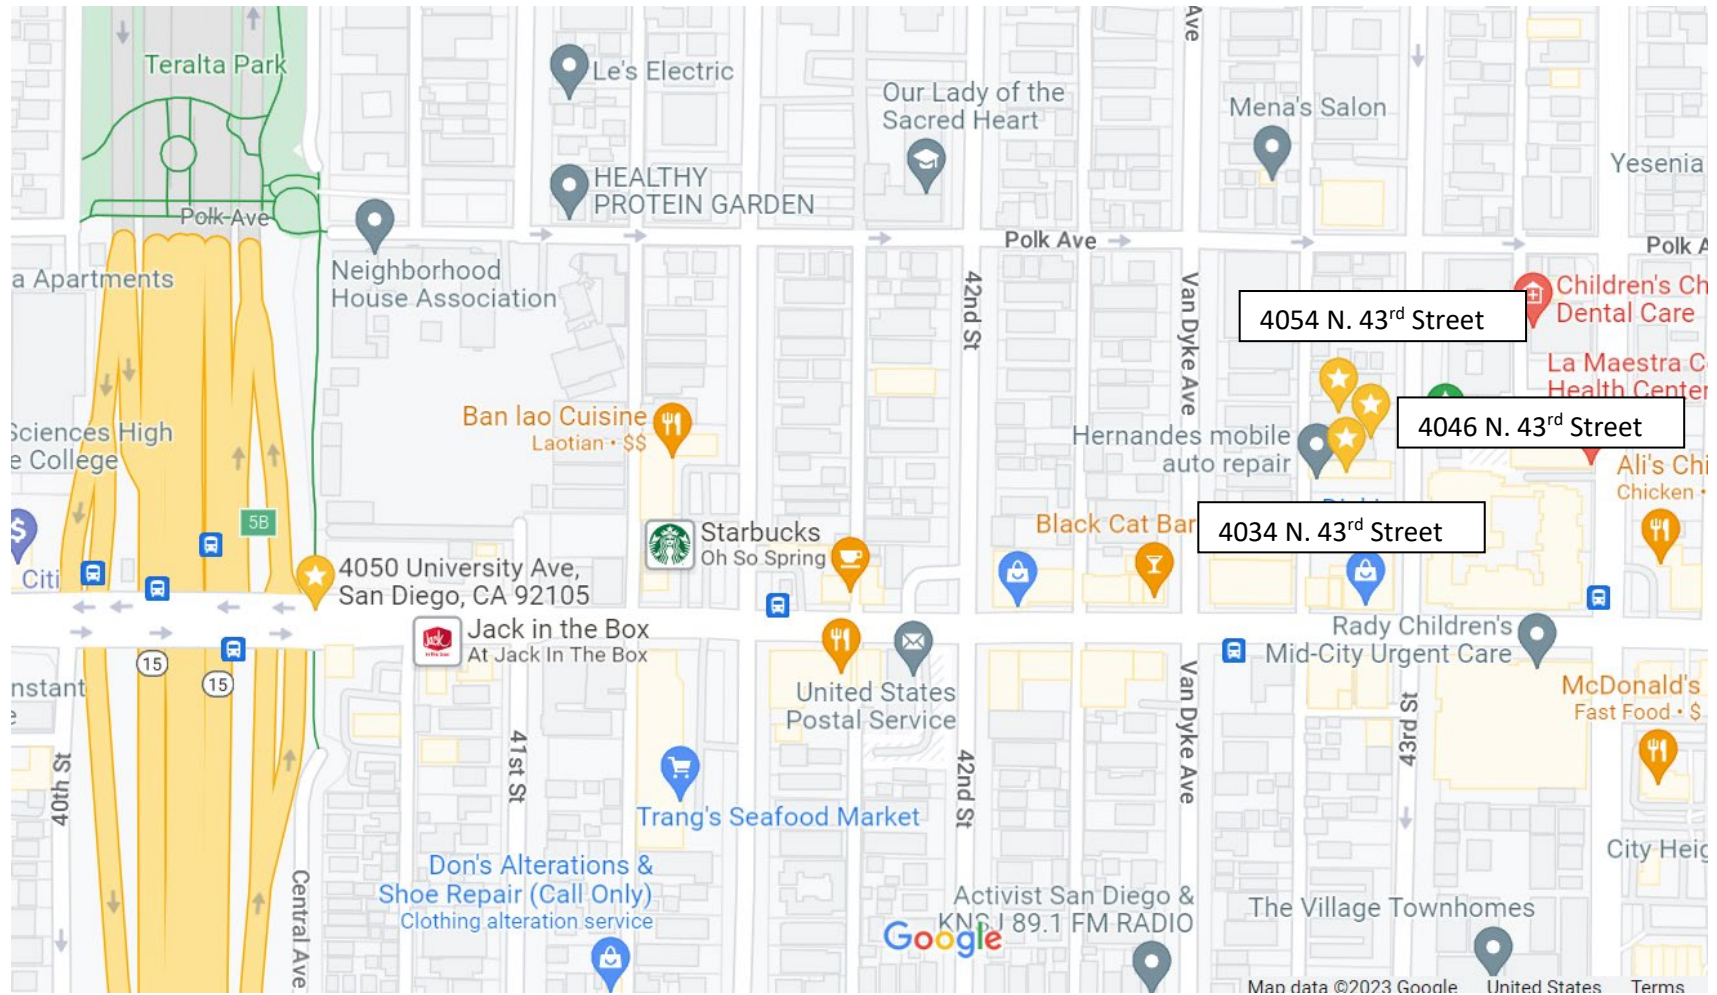 Teralta Park
Le's Electric
Our Lady of the
Sacred Heart
Ave
Mena's Salon
Yesenia
HEALTHY
PROTEIN GARDEN
Polk Ave
Neighborhood
House Association
a Apartments
Polk Ave
Polk A
42nd St
Van Dyke Ave
4054 N. 43rd Street
Children's Ch
Dental Care
La Maestra C
Health Center
4046 N. 43rd Street
Ban lao Cuisine
Laotian · $$
Hernandes mobile
auto repair
Sciences High
e College
Ali's Chi
Chicken ·
Black Cat Bar
4034 N. 43rd Street
5B
Starbucks
Oh So Spring
Citi
4050 University Ave,
San Diego, CA 92105
Jack in the Box
At Jack In The Box
15
15
Rady Children's
Mid-City Urgent Care
United States
Postal Service
nstant
McDonald's
Fast Food · $
40th St
41st St
42nd St
Van Dyke Ave
43rd St
Trang's Seafood Market
Don's Alterations &
Shoe Repair (Call Only)
Clothing alteration service
Central Ave
Activist San Diego &
KNSJ 89.1 FM RADIO
City Heig
The Village Townhomes
Google
Map data ©2023 Google United States Terms